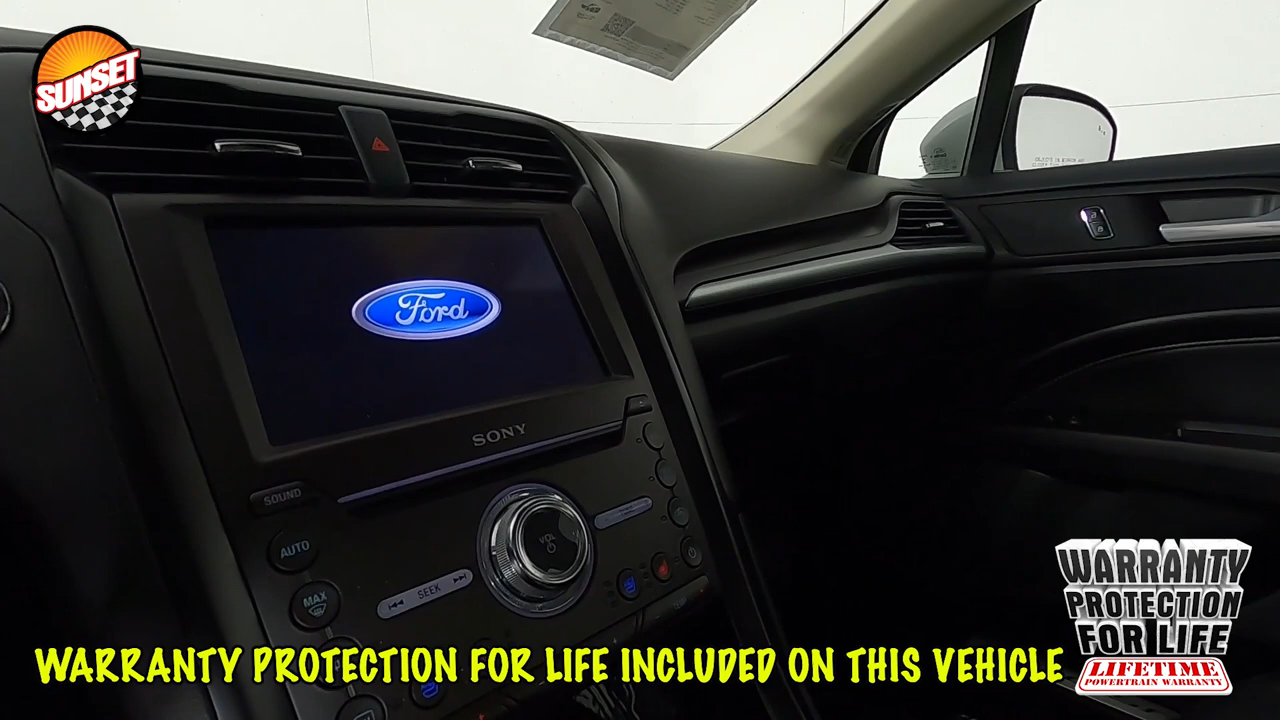 SUNSET
Ford
SONY
SOUND
AUTO
VOL
MAX
SEEK
WARRANTY
PROTECTION
FOR LIFE
LIFETIME
POWERTRAIN WARRANTY
WARRANTY PROTECTION FOR LIFE INCLUDED ON THIS VEHICLE